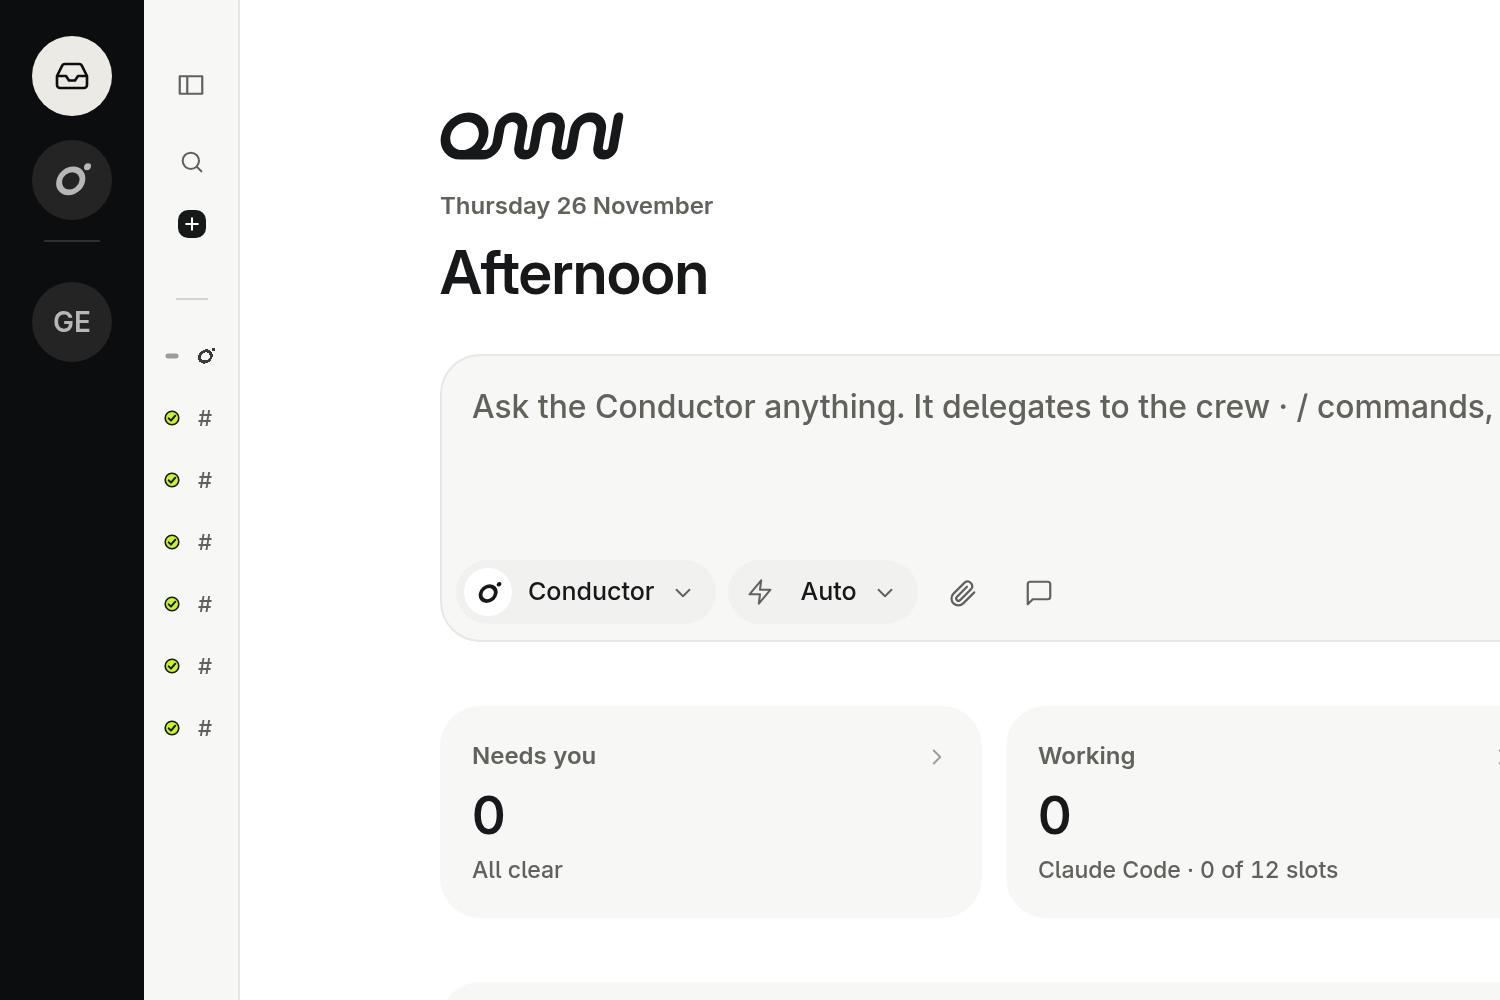 GE
#
#
#
#
#
#
omni
Thursday 26 November
Afternoon
Ask the Conductor anything. It delegates to the crew · / commands,
Conductor
Auto
Needs you
0
All clear
Working
0
Claude Code · 0 of 12 slots